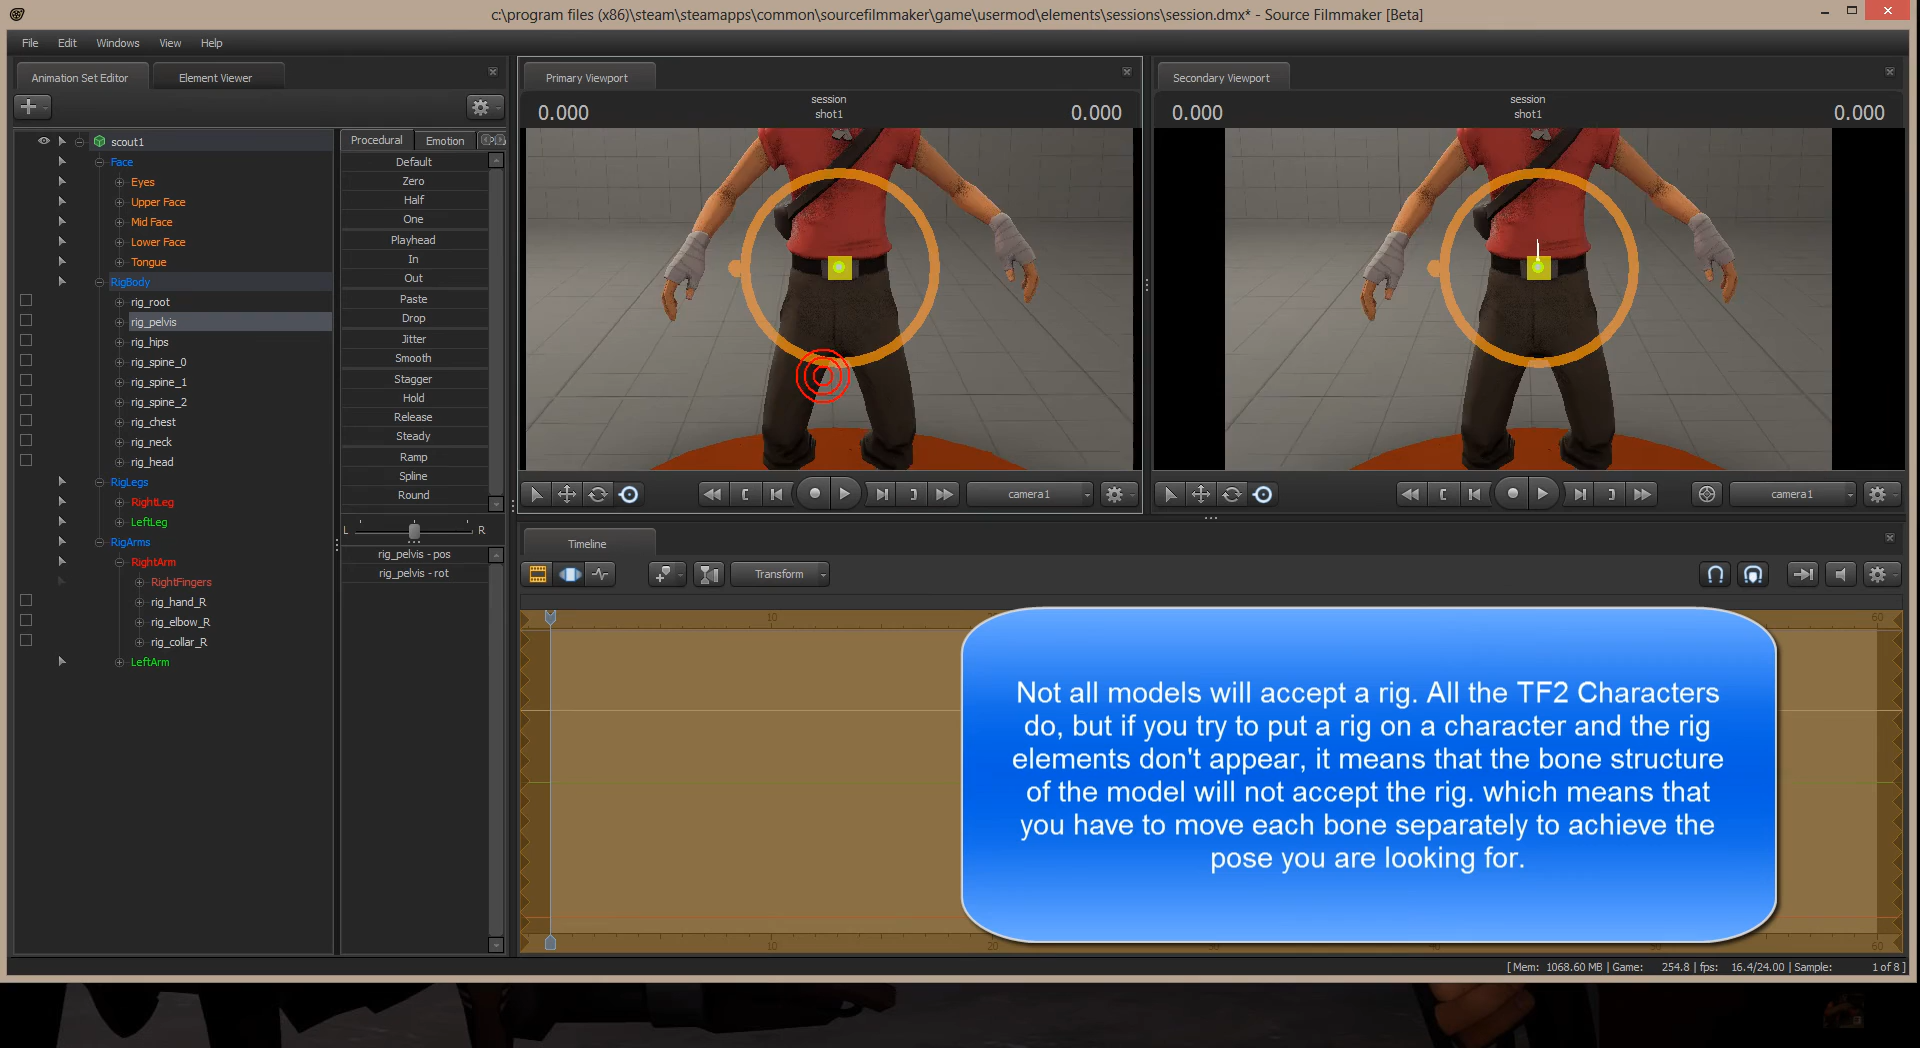 c:\program files (x86)\steam\steamapps\common\sourcefilmmaker\game\usermod\elements\sessions\session.dmx* - Source Filmmaker [Beta]
File Edit Windows View Help
Animation Set Editor
Element Viewer
scout1
Face
Eyes
Upper Face
Mid Face
Lower Face
Tongue
RigBody
rig_root
rig_pelvis
rig_hips
rig_spine_0
rig_spine_1
rig_spine_2
rig_chest
rig_neck
rig_head
RigLegs
RightLeg
LeftLeg
RigArms
RightArm
RightFingers
rig_hand_R
rig_elbow_R
rig_collar_R
LeftArm
Procedural
Emotion
Default
Zero
Half
One
Playhead
In
Out
Paste
Drop
Jitter
Smooth
Stagger
Hold
Release
Steady
Ramp
Spline
Round
L
R
rig_pelvis - pos
rig_pelvis - rot
Primary Viewport
0.000
session
shot1
0.000
camera1
Secondary Viewport
0.000
session
shot1
0.000
camera1
Timeline
Transform
10
60
Not all models will accept a rig. All the TF2 Characters
do, but if you try to put a rig on a character and the rig
elements don't appear, it means that the bone structure
of the model will not accept the rig. which means that
you have to move each bone separately to achieve the
pose you are looking for.
10
20
60
[ Mem: 1068.60 MB | Game: 254.8 | fps: 16.4/24.00 | Sample: 1 of 8 ]